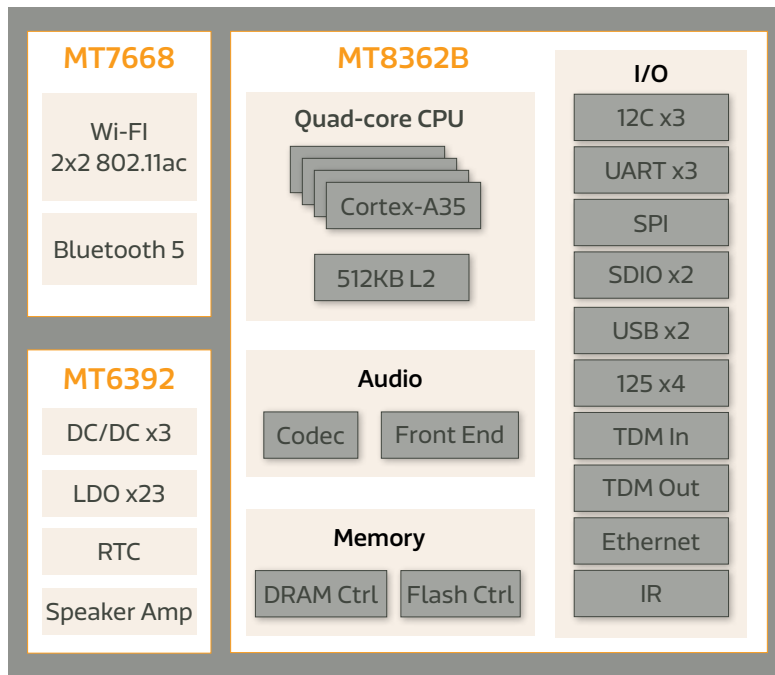 MT7668
Wi-FI
2x2 802.11ac
Bluetooth 5
MT6392
DC/DC x3
LDO x23
RTC
Speaker Amp
MT8362B
Quad-core CPU
Cortex-A35
512KB L2
Audio
Codec
Front End
Memory
DRAM Ctrl
Flash Ctrl
I/O
12C x3
UART x3
SPI
SDIO x2
USB x2
125 x4
TDM In
TDM Out
Ethernet
IR